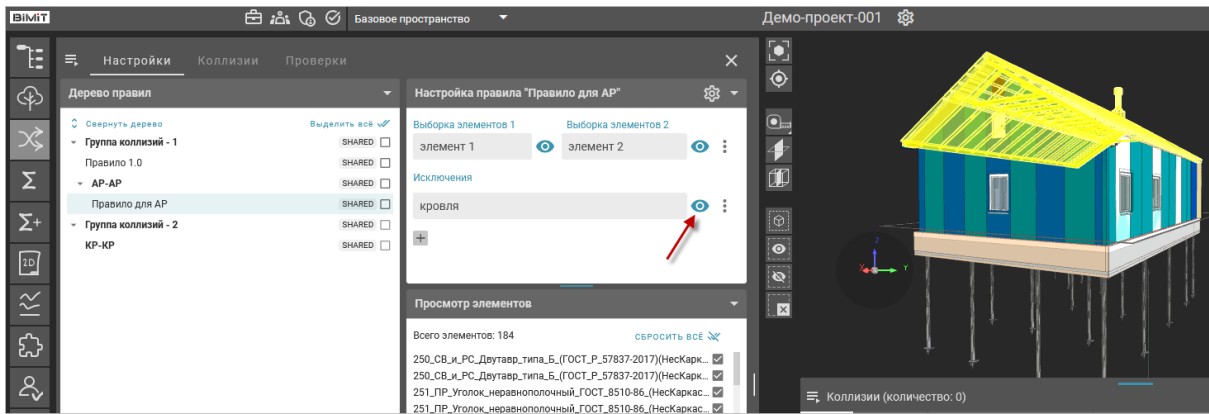 BIMIT
Базовое пространство
Демо-проект-001
Настройки Коллизии Проверки
Дерево правил
Свернуть дерево Выделить всё
Группа коллизий - 1 SHARED
Правило 1.0 SHARED
АР-АР SHARED
Правило для АР SHARED
Группа коллизий - 2 SHARED
КР-КР SHARED
Настройка правила "Правило для АР"
Выборка элементов 1 Выборка элементов 2
элемент 1 элемент 2
Исключения
кровля
Просмотр элементов
Всего элементов: 184 СБРОСИТЬ ВСЁ
250_СВ_и_РС_Двутавр_типа_Б_(ГОСТ_Р_57837-2017)(НесКарк...
250_СВ_и_РС_Двутавр_типа_Б_(ГОСТ_Р_57837-2017)(НесКарк...
251_ПР_Уголок_неравнополочный_ГОСТ_8510-86_(НесКаркас...
251_ПР_Уголок_неравнополочный_ГОСТ_8510-86_(НесКаркас...
2D
Z
X Y
Коллизии (количество: 0)